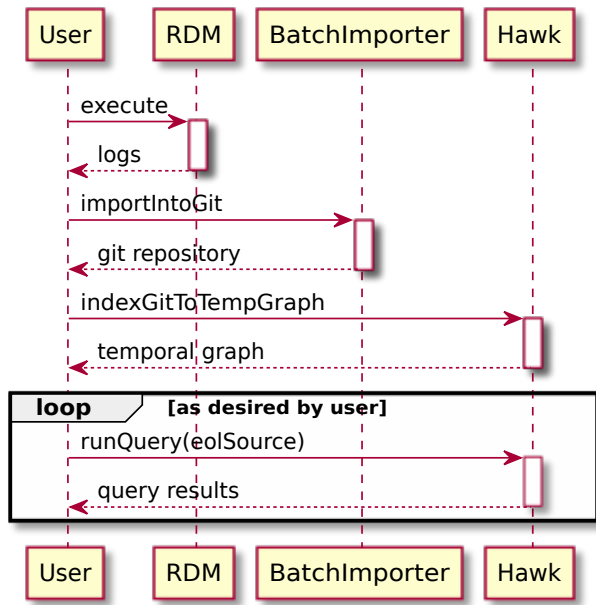 User RDM BatchImporter Hawk
execute
logs
importIntoGit
git repository
indexGitToTempGraph
temporal graph
loop [as desired by user]
runQuery(eolSource)
query results
User RDM BatchImporter Hawk